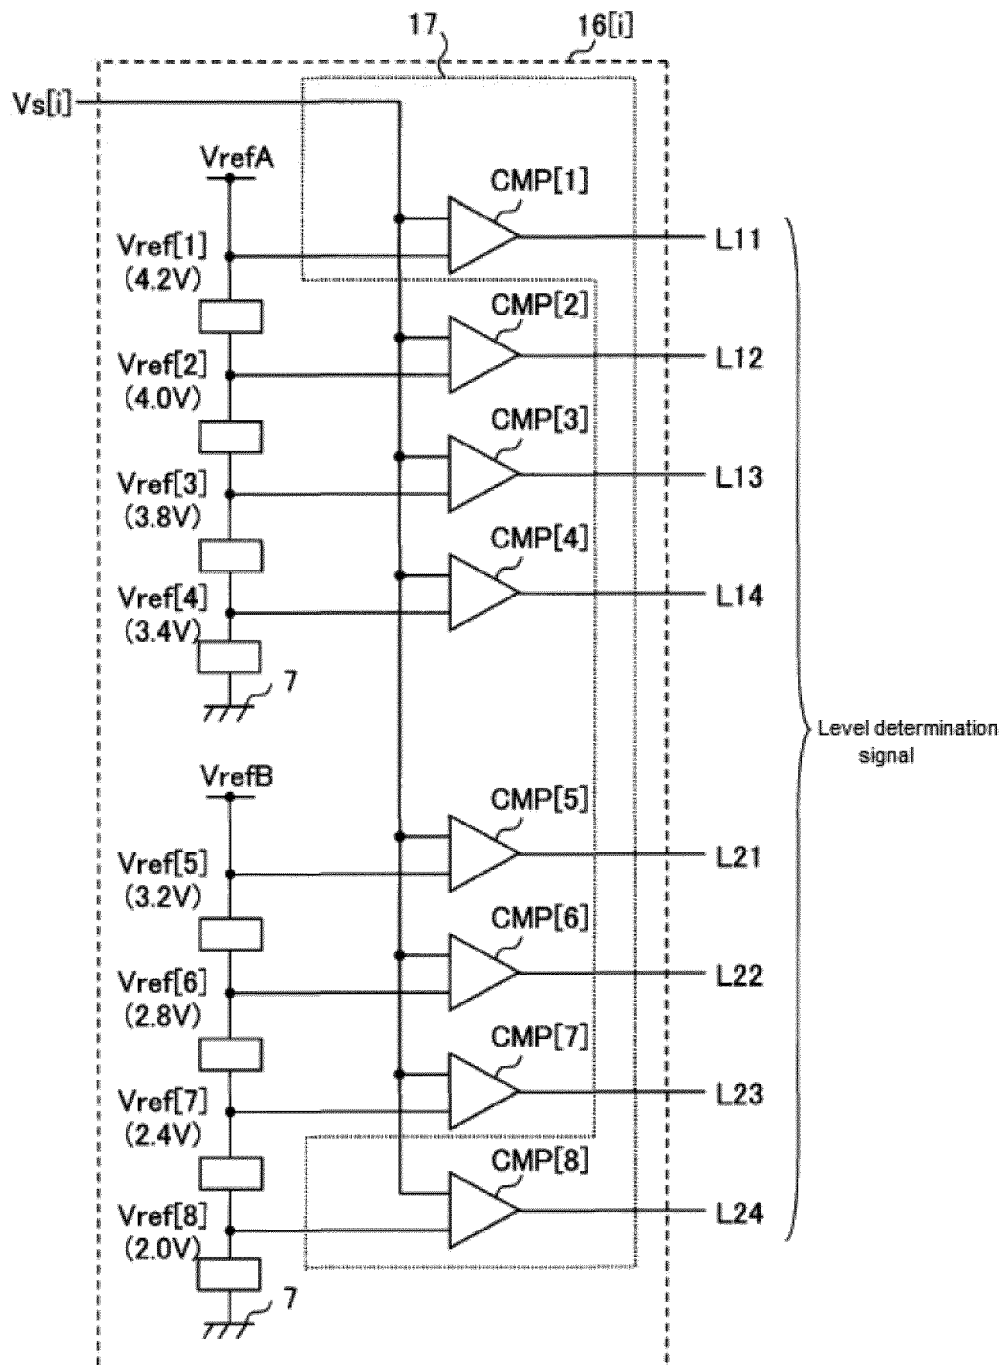 17
16[i]
Vs[i]
VrefA
CMP[1]
Vref[1]
(4.2V)
L11
CMP[2]
Vref[2]
(4.0V)
L12
CMP[3]
Vref[3]
(3.8V)
L13
CMP[4]
Vref[4]
(3.4V)
L14
7
Level determination
signal
VrefB
CMP[5]
Vref[5]
(3.2V)
L21
CMP[6]
Vref[6]
(2.8V)
L22
CMP[7]
Vref[7]
(2.4V)
L23
CMP[8]
Vref[8]
(2.0V)
L24
7